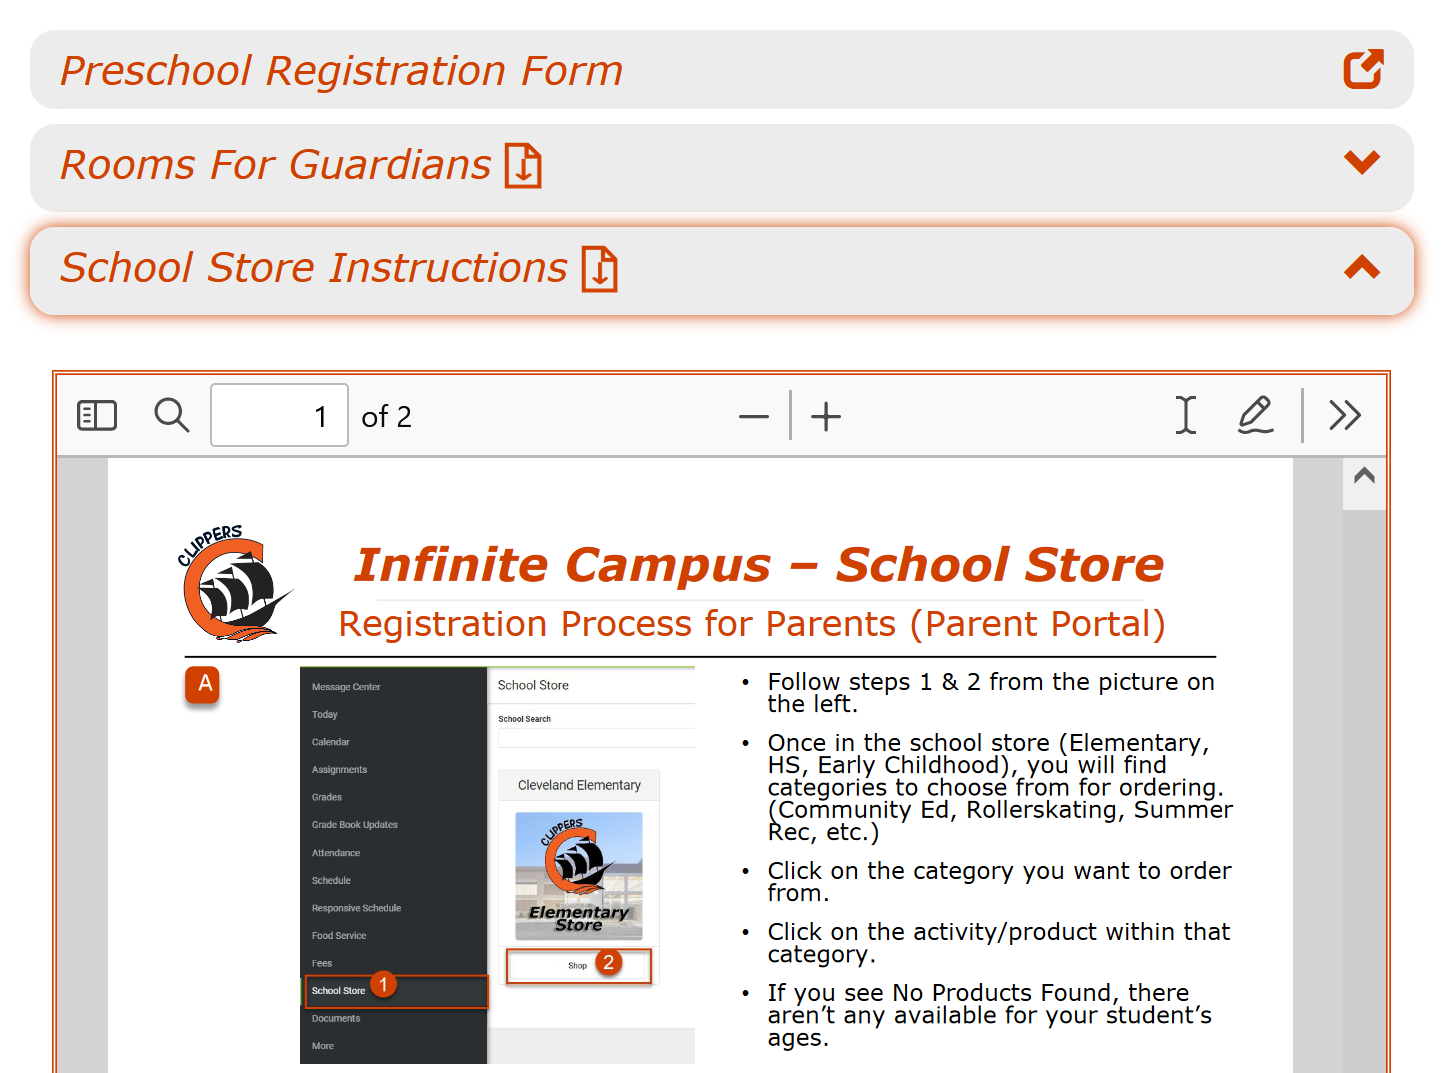 Preschool Registration Form
Rooms For Guardians
School Store Instructions
1 of 2
CLIPPERS
Infinite Campus – School Store
Registration Process for Parents (Parent Portal)
A
Message Center
Today
Calendar
Assignments
Grades
Grade Book Updates
Attendance
Schedule
Responsive Schedule
Food Service
Fees
School Store 1
Documents
More
School Store
School Search
Cleveland Elementary
CLIPPERS
Elementary
Store
Shop 2
• Follow steps 1 & 2 from the picture on
the left.
• Once in the school store (Elementary,
HS, Early Childhood), you will find
categories to choose from for ordering.
(Community Ed, Rollerskating, Summer
Rec, etc.)
• Click on the category you want to order
from.
• Click on the activity/product within that
category.
• If you see No Products Found, there
aren’t any available for your student’s
ages.